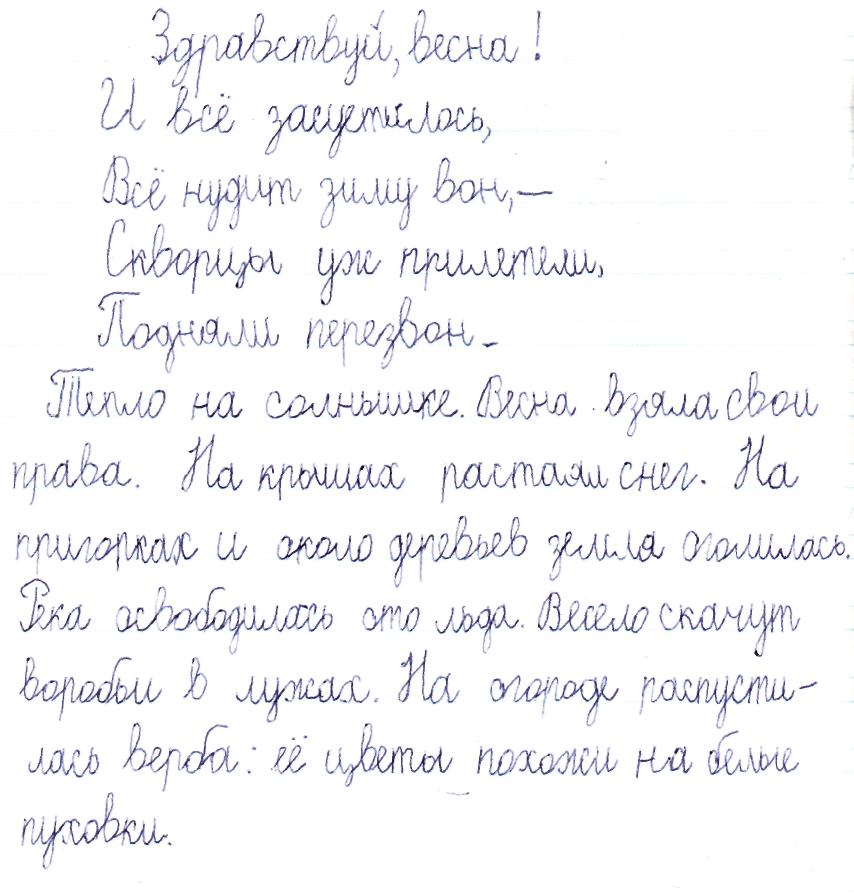 Здравствуй, весна!
И всё засуетилось,
Всё нудит зиму вон,—
Скворцы уж прилетели,
Подняли перезвон.
Тепло на солнышке. Весна взяла свои
права. На крышах растаял снег. На
пригорках и около деревьев земля оголилась.
Река освободилась ото льда. Весело скачут
воробьи в лужах. На огороде распусти-
лась верба: её цветы похожи на белые
пуховки.